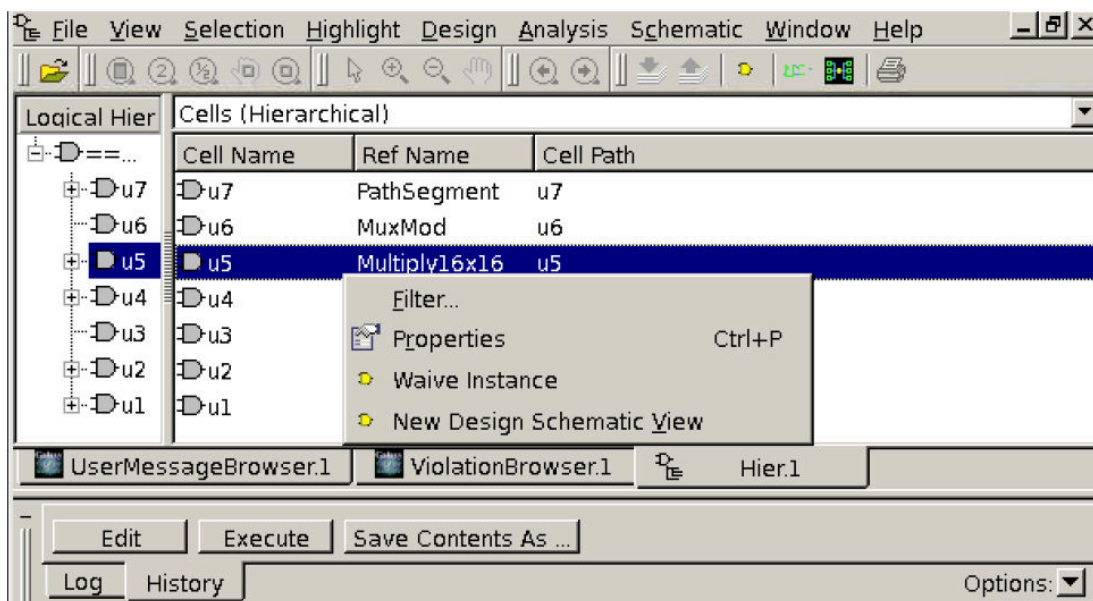 File View Selection Highlight Design Analysis Schematic Window Help
Logical Hier Cells (Hierarchical)
==... Cell Name Ref Name Cell Path
u7 u7 PathSegment u7
u6 u6 MuxMod u6
u5 u5 Multiply16x16 u5
u4 u4 Filter...
u3 u3 Properties Ctrl+P
u2 u2 Waive Instance
u1 u1 New Design Schematic View
UserMessageBrowser.1 ViolationBrowser.1 Hier.1
Edit Execute Save Contents As ...
Log History Options: